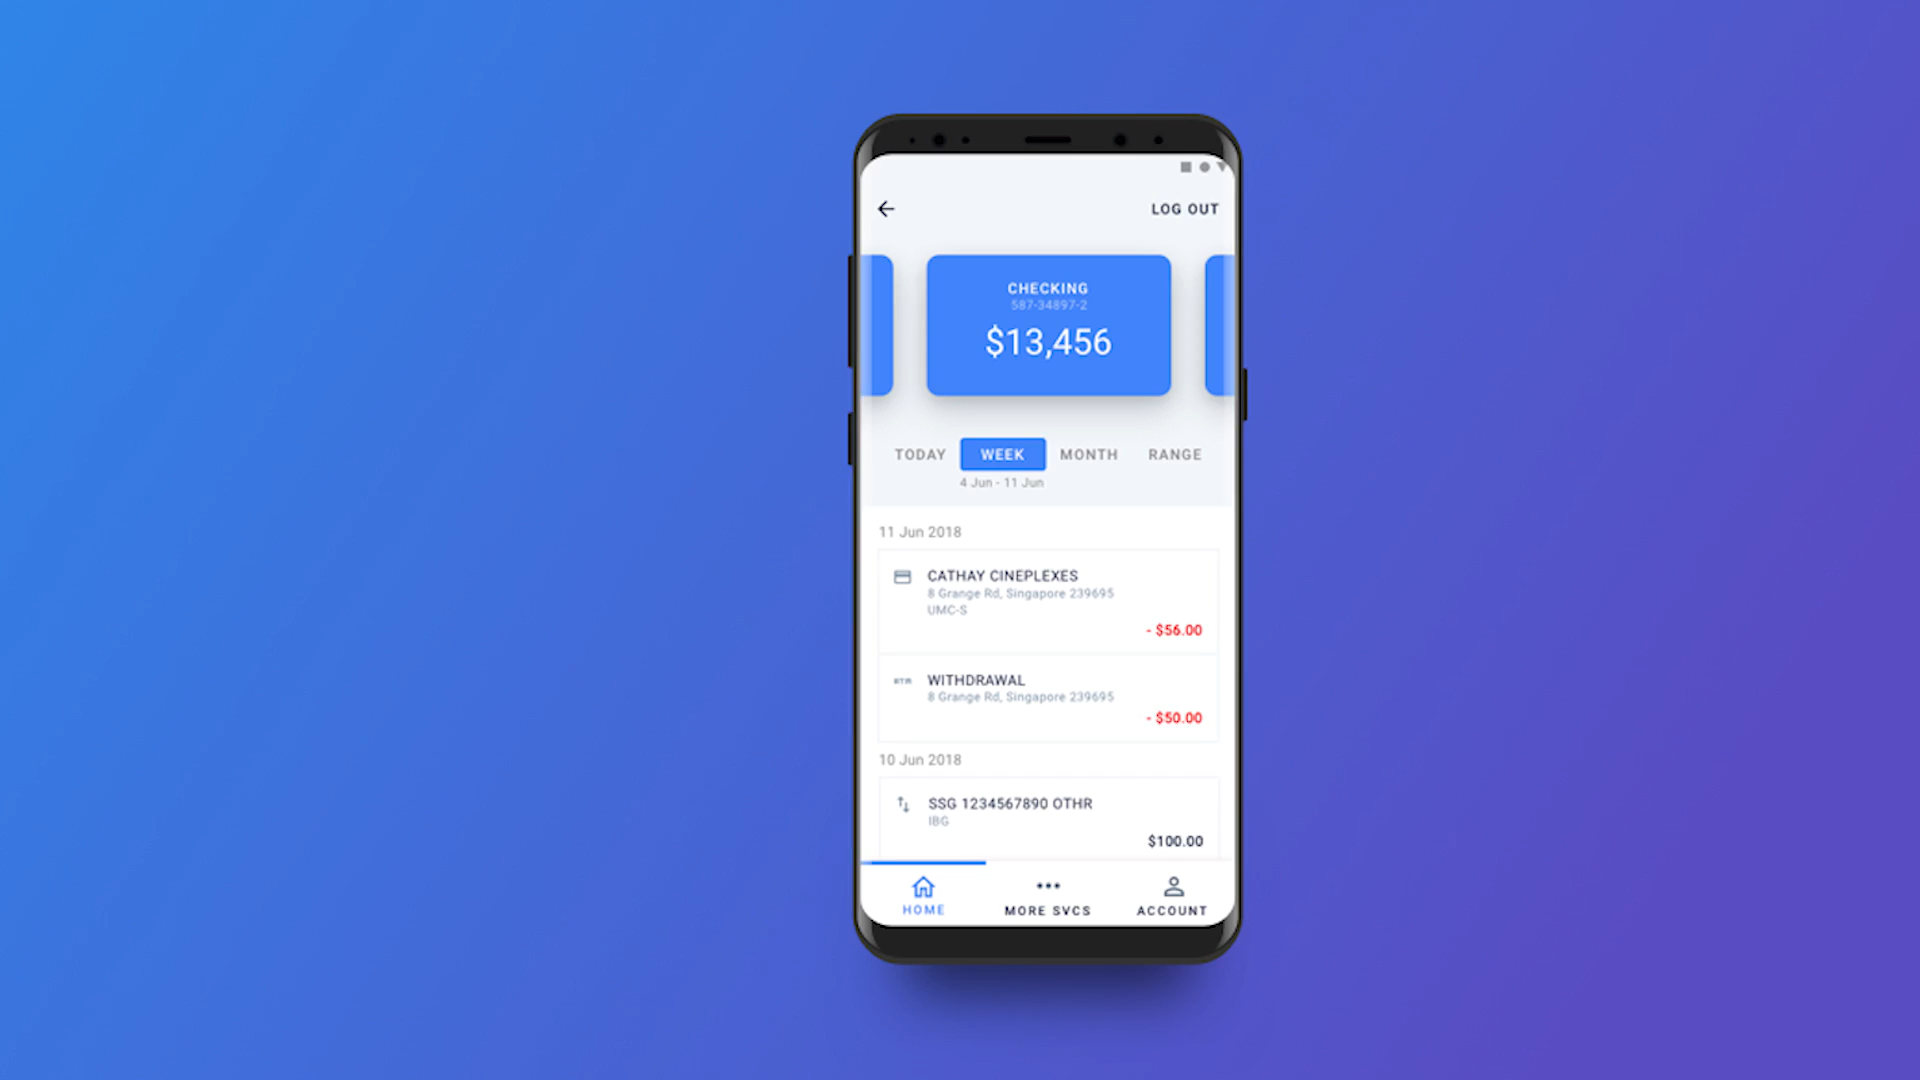 LOG OUT
CHECKING
587-34897-2
$13,456
TODAY WEEK MONTH RANGE
4 Jun - 11 Jun
11 Jun 2018
CATHAY CINEPLEXES
8 Grange Rd, Singapore 239695
UMC-S
- $56.00
ATM WITHDRAWAL
8 Grange Rd, Singapore 239695
- $50.00
10 Jun 2018
SSG 1234567890 OTHR
IBG
$100.00
HOME MORE SVCS ACCOUNT